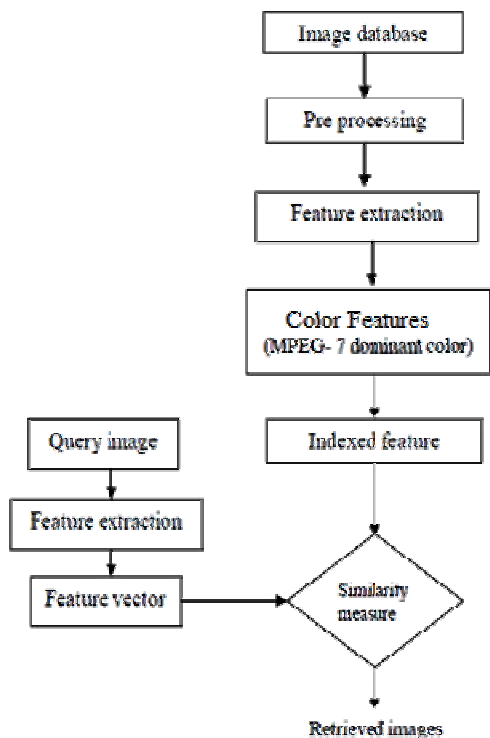 Image database
Pre processing
Feature extraction
Color Features
(MPEG- 7 dominant color)
Indexed feature
Query image
Feature extraction
Feature vector
Similarity
measure
Retrieved images